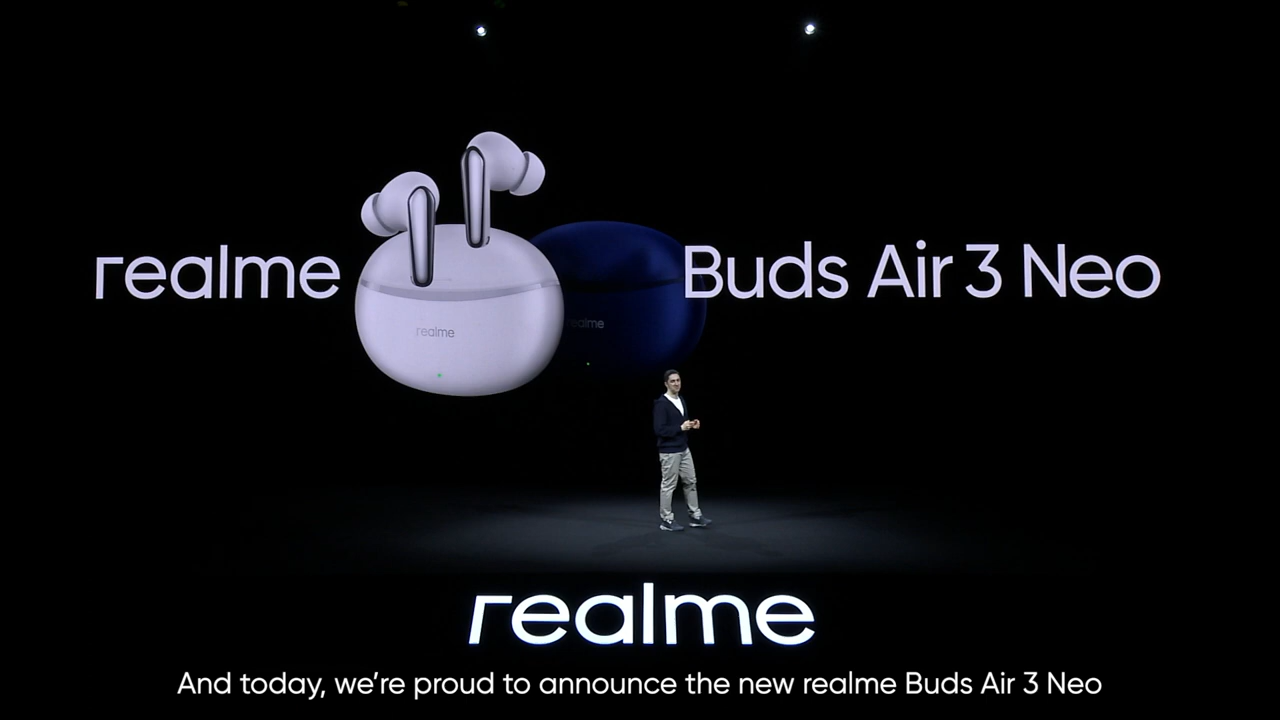 realme Buds Air 3 Neo
realme
realme
realme
And today, we're proud to announce the new realme Buds Air 3 Neo